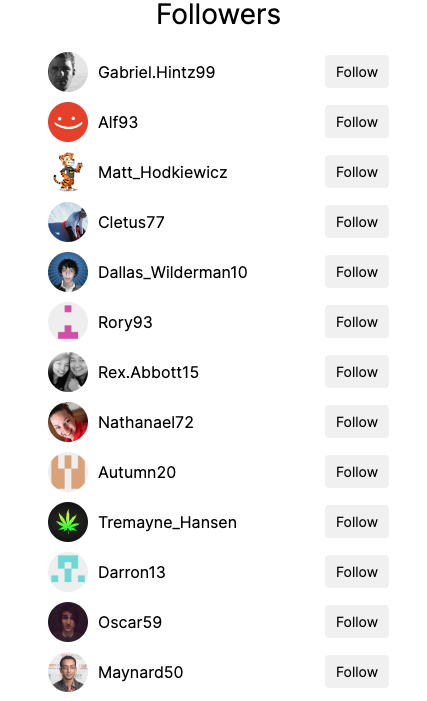 Followers
Gabriel.Hintz99 Follow
Alf93 Follow
Matt_Hodkiewicz Follow
Cletus77 Follow
Dallas_Wilderman10 Follow
Rory93 Follow
Rex.Abbott15 Follow
Nathanael72 Follow
Autumn20 Follow
Tremayne_Hansen Follow
Darron13 Follow
Oscar59 Follow
Maynard50 Follow